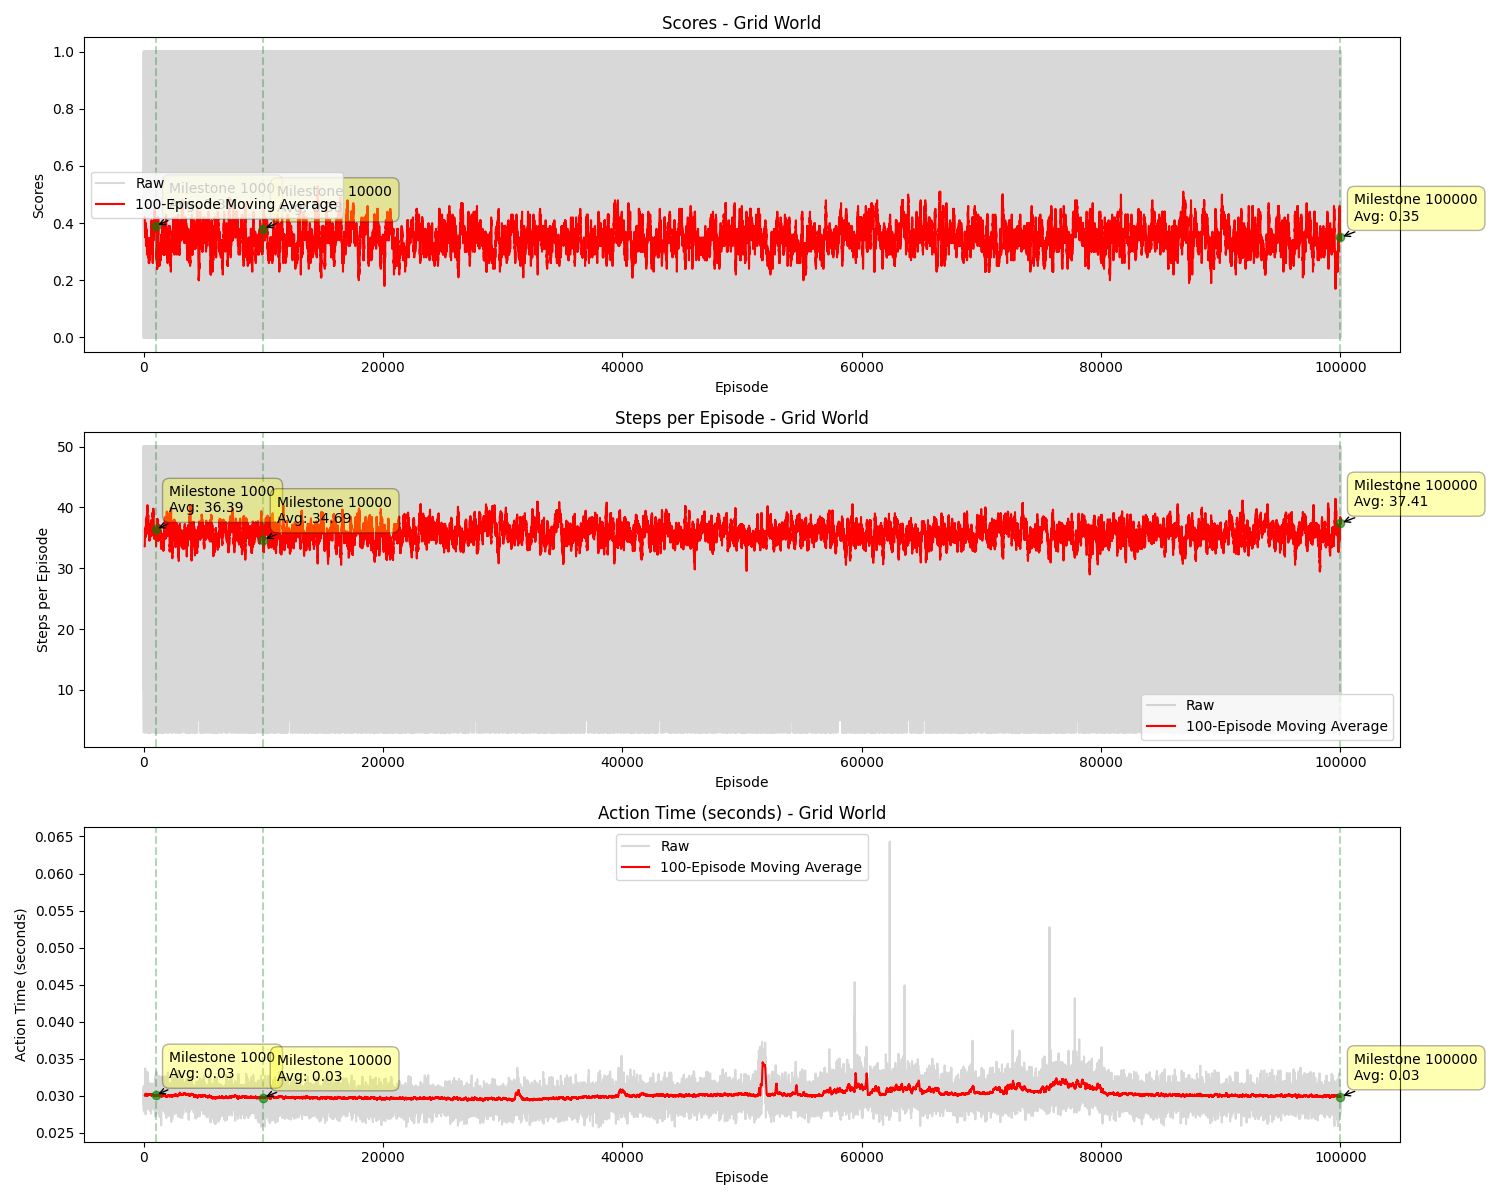 Scores - Grid World
Scores
1.0
0.8
0.6
0.4
0.2
0.0
Raw
100-Episode Moving Average
Milestone 1000
Milestone 10000
Milestone 100000
Avg: 0.35
0
20000
40000
60000
80000
100000
Episode
Steps per Episode - Grid World
Steps per Episode
50
40
30
20
10
Milestone 1000
Avg: 36.39
Milestone 10000
Avg: 34.69
Milestone 100000
Avg: 37.41
Raw
100-Episode Moving Average
0
20000
40000
60000
80000
100000
Episode
Action Time (seconds) - Grid World
Action Time (seconds)
0.065
0.060
0.055
0.050
0.045
0.040
0.035
0.030
0.025
Raw
100-Episode Moving Average
Milestone 1000
Avg: 0.03
Milestone 10000
Avg: 0.03
Milestone 100000
Avg: 0.03
0
20000
40000
60000
80000
100000
Episode